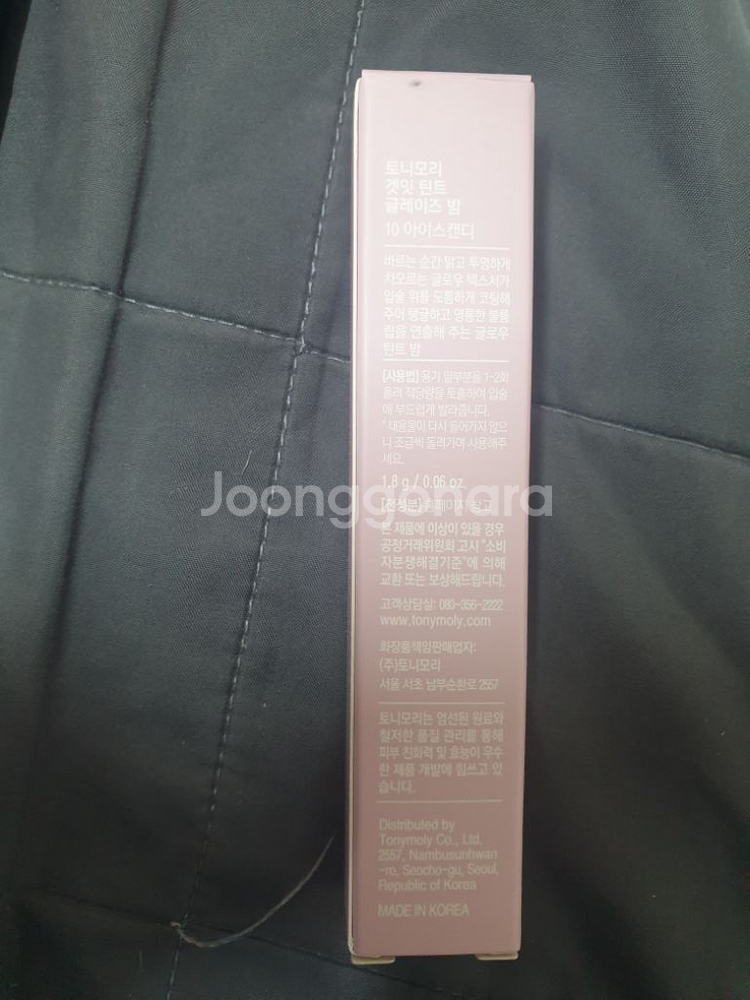 토니모리
겟잇 틴트
글레이즈 밤
10 아이스캔디
바르는 순간 맑고 투명하게
차오르는 글로우 텍스처가
입술 위를 도톰하게 코팅해
주어 탱글하고 영롱한 볼륨
립을 연출해 주는 글로우
틴트 밤
[사용법] 용기 밑부분을 1~2회
돌려 적당량을 토출하여 입술
에 부드럽게 발라줍니다.
* 내용물이 다시 들어가지 않으
니 조금씩 돌려가며 사용해주
세요.
1.8 g / 0.06 oz.
Joonggonara
[전성분] 홈페이지 참고
본 제품에 이상이 있을 경우
공정거래위원회 고시 "소비
자분쟁해결기준"에 의해
교환 또는 보상해드립니다.
고객상담실: 080-356-2222
www.tonymoly.com
화장품책임판매업자:
(주)토니모리
서울 서초 남부순환로 2557
토니모리는 엄선된 원료와
철저한 품질 관리를 통해
피부 친화력 및 효능이 우수
한 제품 개발에 힘쓰고 있
습니다.
Distributed by
Tonymoly Co., Ltd.
2557, Nambusunhwan
-ro, Seocho-gu, Seoul,
Republic of Korea
MADE IN KOREA